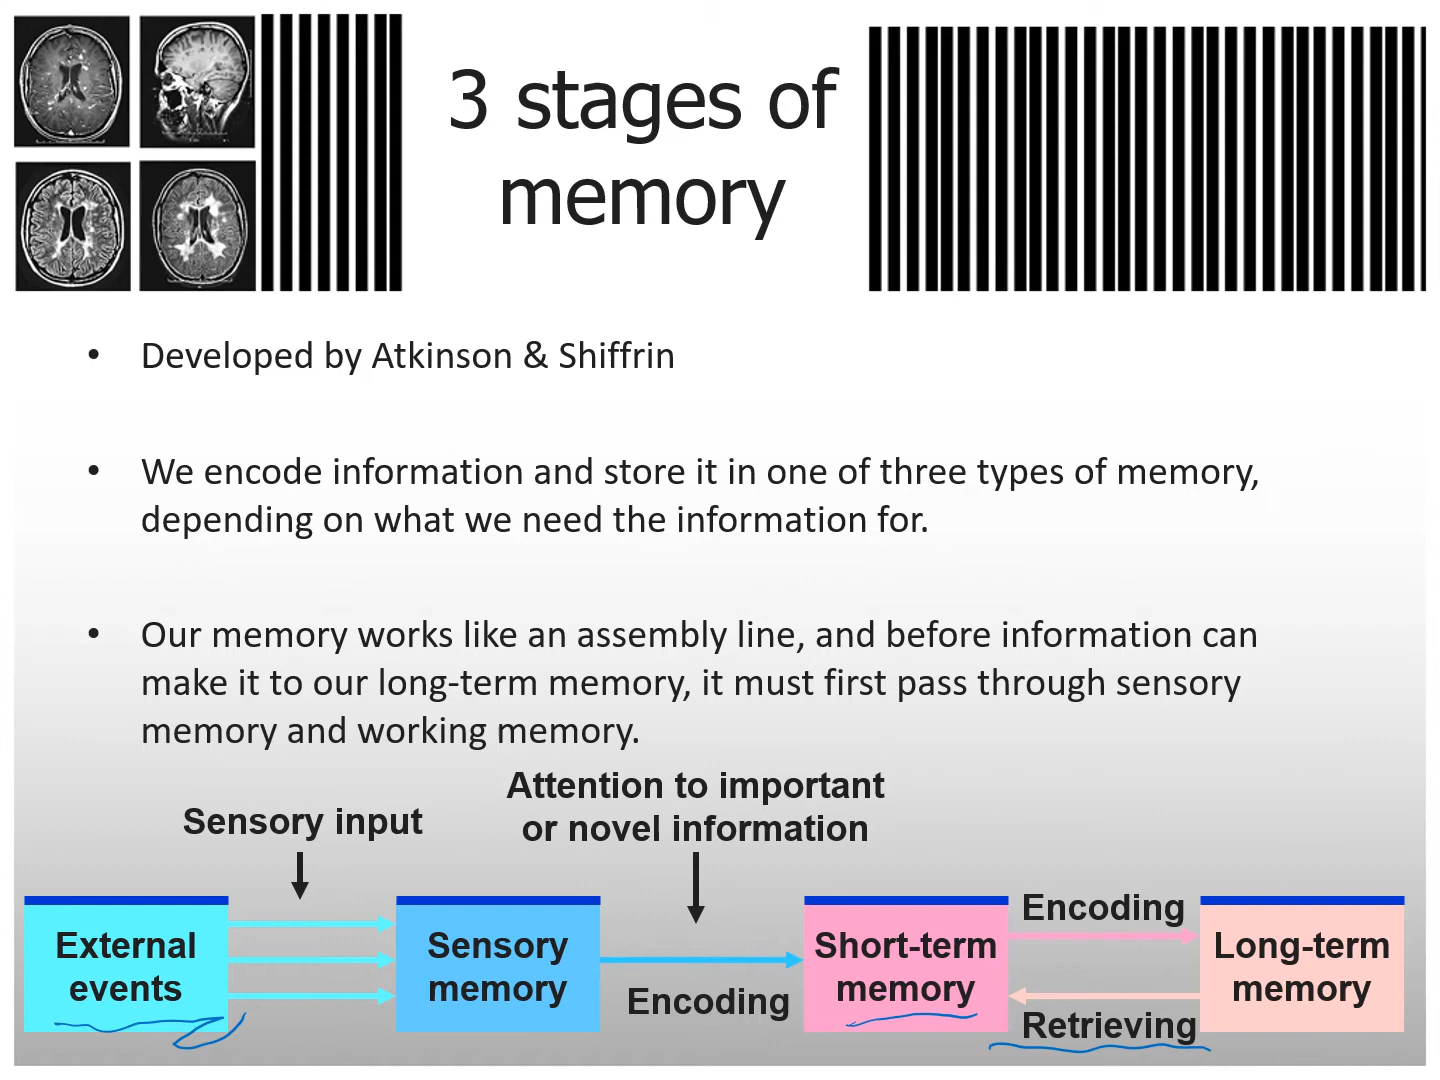 3 stages of
memory
• Developed by Atkinson & Shiffrin
• We encode information and store it in one of three types of memory,
depending on what we need the information for.
• Our memory works like an assembly line, and before information can
make it to our long-term memory, it must first pass through sensory
memory and working memory.
Attention to important
or novel information
Sensory input
External
events
Sensory
memory
Encoding
Short-term
memory
Encoding
Retrieving
Long-term
memory